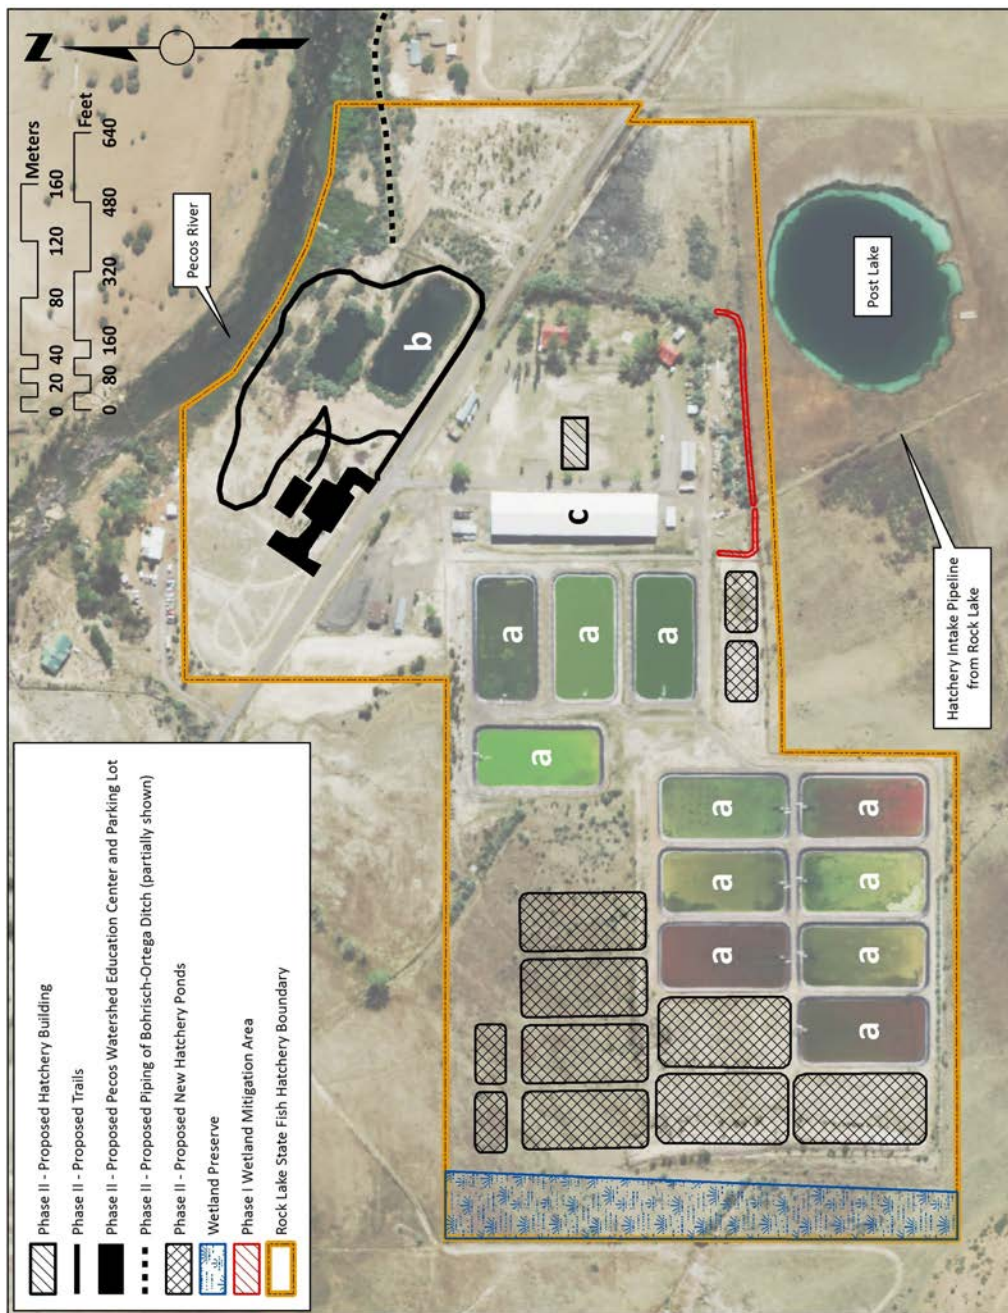 Phase II - Proposed Hatchery Building
Phase II - Proposed Trails
Phase II - Proposed Pecos Watershed Education Center and Parking Lot
Phase II - Proposed Piping of Bohrisch-Ortega Ditch (partially shown)
Phase II - Proposed New Hatchery Ponds
Wetland Preserve
Phase I Wetland Mitigation Area
Rock Lake State Fish Hatchery Boundary
0 20 40 80 120 160 Meters
0 80 160 320 480 640 Feet
N
Pecos River
b
c
a
a
a
a
a
a
a
a
a
a
a
Post Lake
Hatchery Intake Pipeline
from Rock Lake